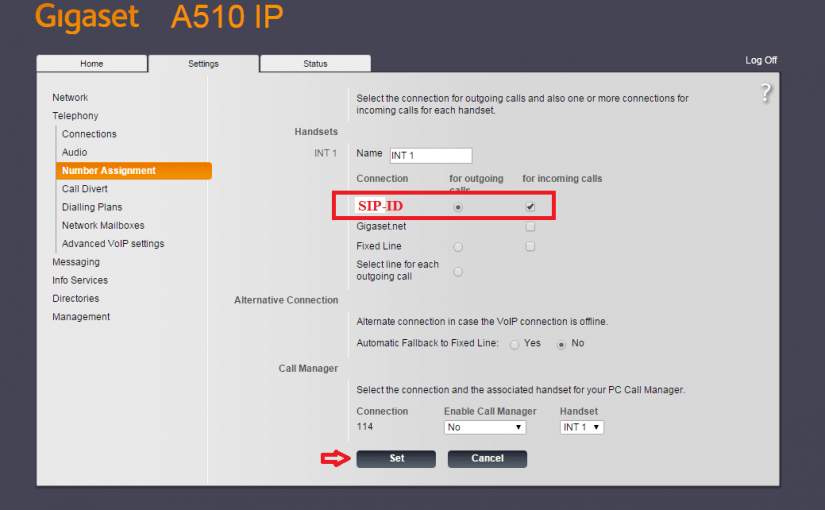 Gigaset A510 IP
Home Settings Status Log Off
?
Network
Telephony
Connections
Audio
Number Assignment
Call Divert
Dialling Plans
Network Mailboxes
Advanced VoIP settings
Messaging
Info Services
Directories
Management
Select the connection for outgoing calls and also one or more connections for
incoming calls for each handset.
Handsets
INT 1 Name INT 1
Connection for outgoing calls for incoming calls
SIP-ID
Gigaset.net
Fixed Line
Select line for each
outgoing call
Alternative Connection
Alternate connection in case the VoIP connection is offline.
Automatic Fallback to Fixed Line: Yes No
Call Manager
Select the connection and the associated handset for your PC Call Manager.
Connection Enable Call Manager Handset
114 No INT 1
Set Cancel